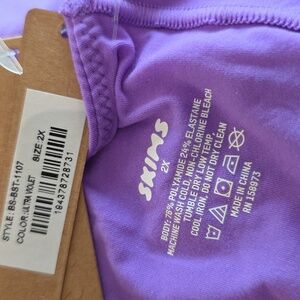 STYLE: BS-BST-1107
COLOR: ULTRA VIOLET
SIZE: 2X
194378728731
SKIMS
2X
BODY: 76% POLYAMIDE 24% ELASTANE
MACHINE WASH COLD, NON-CHLORINE BLEACH
TUMBLE DRY LOW TEMP,
COOL IRON, DO NOT DRY CLEAN
MADE IN CHINA
RN 158973